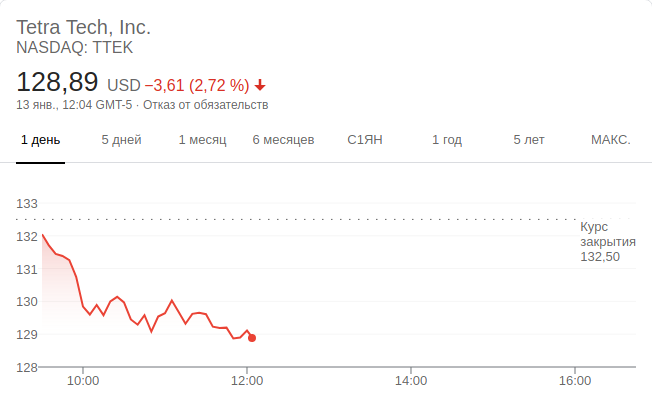 Tetra Tech, Inc.
NASDAQ: TTEK
128,89 USD −3,61 (2,72 %)
13 янв., 12:04 GMT-5 · Отказ от обязательств
1 день 5 дней 1 месяц 6 месяцев С1ЯН 1 год 5 лет МАКС.
133
132
131
130
129
128
Курс
закрытия
132,50
10:00 12:00 14:00 16:00